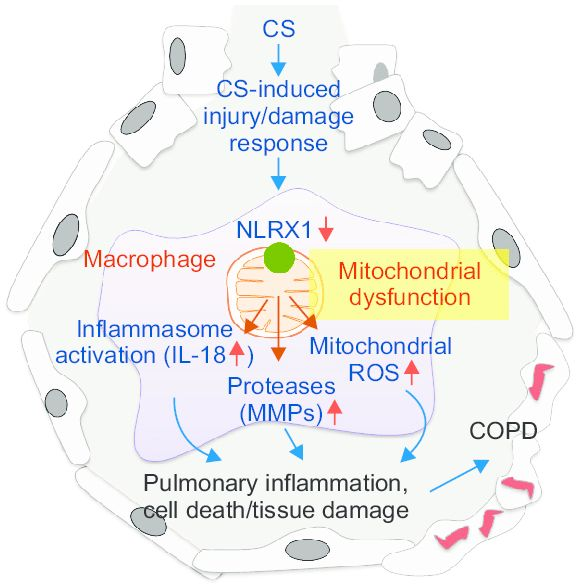 CS
CS-induced
injury/damage
response
NLRX1
Macrophage
Mitochondrial
dysfunction
Inflammasome
activation (IL-18 )
Mitochondrial
ROS
Proteases
(MMPs)
COPD
Pulmonary inflammation,
cell death/tissue damage